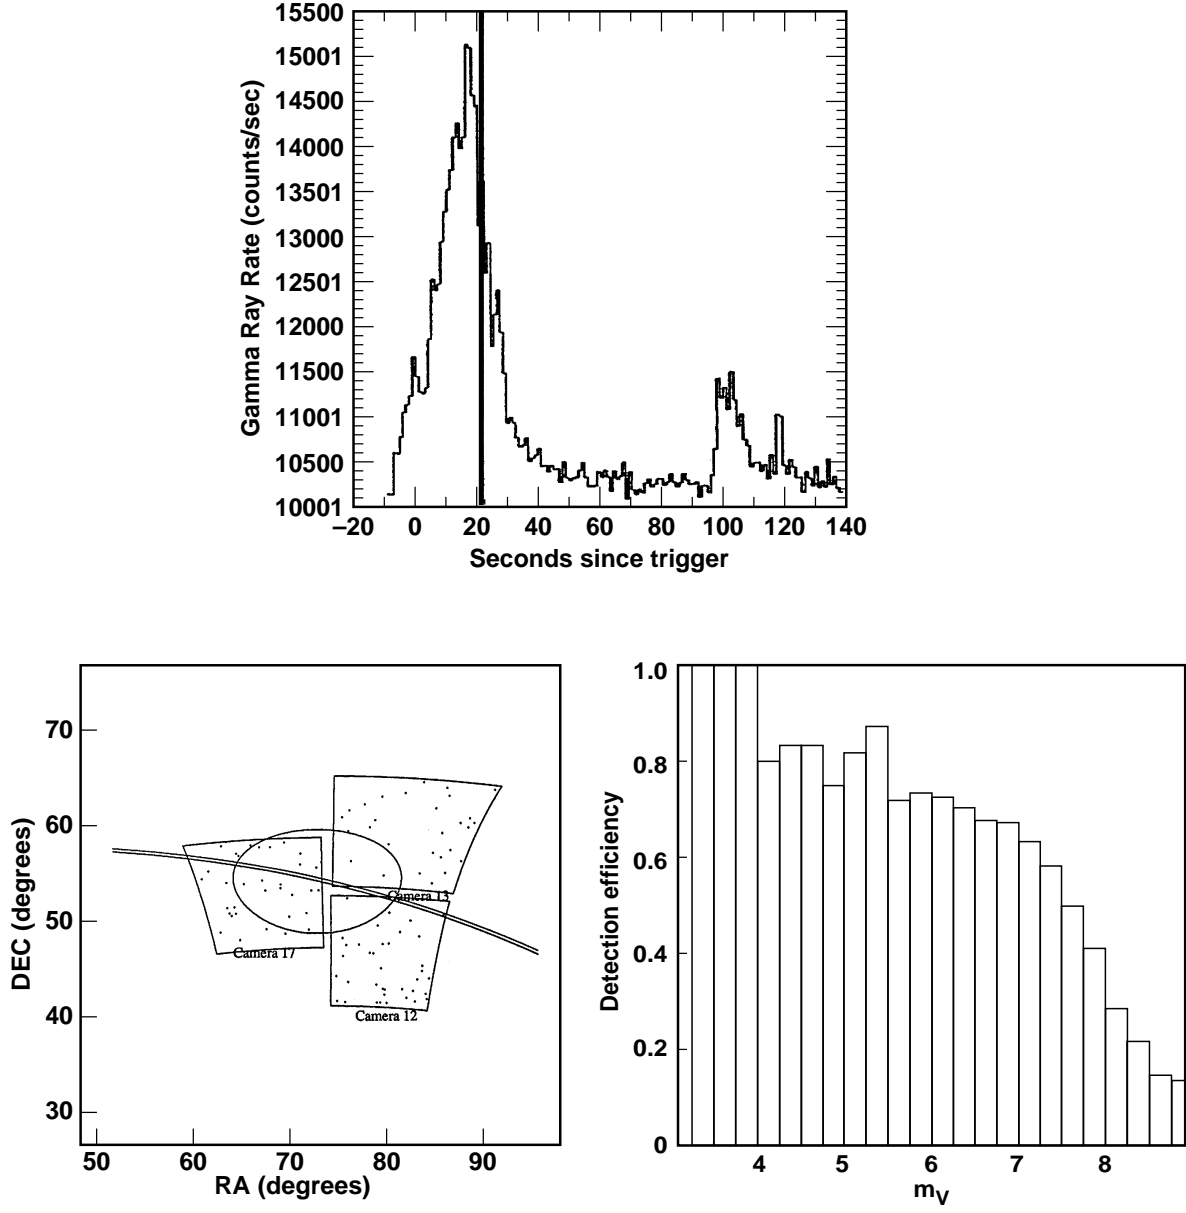 15500
15001
14500
14000
13501
13000
12501
12000
11500
11001
10500
10001
Gamma Ray Rate (counts/sec)
–20 0 20 40 60 80 100 120 140
Seconds since trigger
70
60
50
40
30
DEC (degrees)
Camera 13
Camera 17
Camera 12
50 60 70 80 90
RA (degrees)
1.0
0.8
0.6
0.4
0.2
0
Detection efficiency
4 5 6 7 8
mV